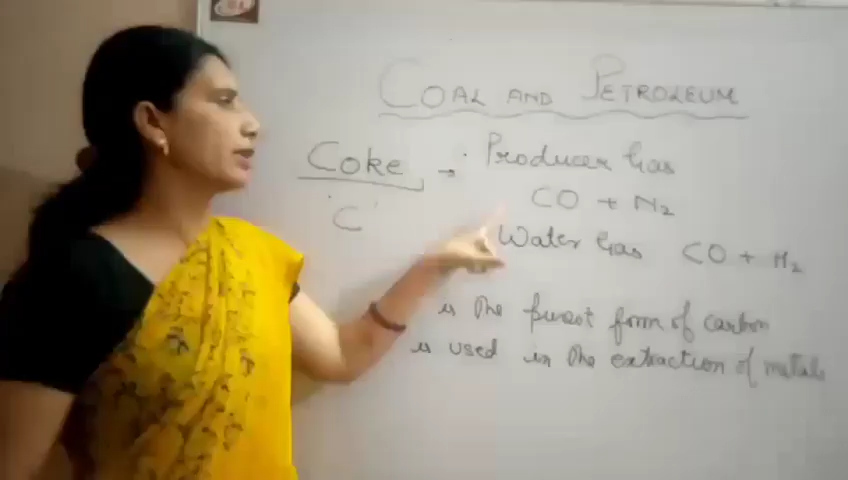 COAL AND PETROLEUM
Coke → · Producer Gas
'C'
CO + N2
Water Gas CO + H2
is the purest form of carbon
is used in the extraction of metals